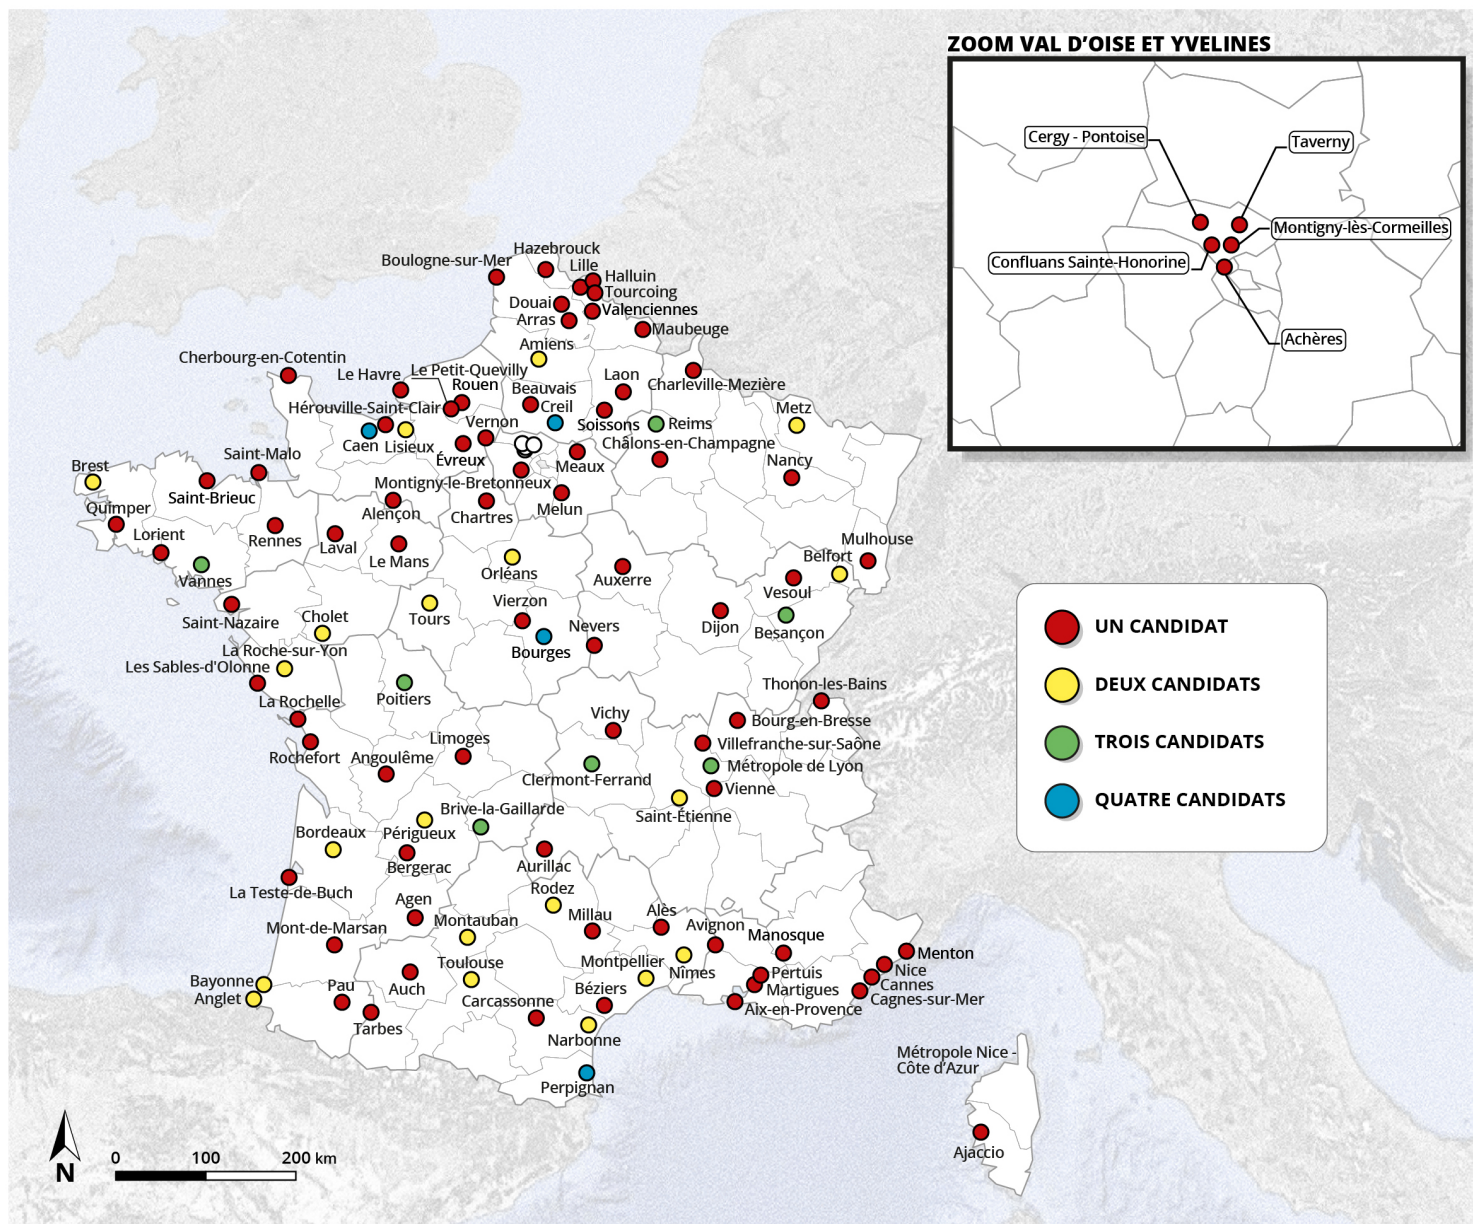 ZOOM VAL D'OISE ET YVELINES
Cergy - Pontoise
Taverny
Montigny-lès-Cormeilles
Confluans Sainte-Honorine
Achères
Hazebrouck
Boulogne-sur-Mer
Lille
Halluin
Tourcoing
Douai
Valenciennes
Arras
Maubeuge
Amiens
Cherbourg-en-Cotentin
Le Havre
Le Petit-Quevilly
Rouen
Laon
Charleville-Mezière
Beauvais
Hérouville-Saint-Clair
Creil
Metz
Vernon
Soissons
Reims
Caen
Lisieux
Châlons-en-Champagne
Évreux
Meaux
Nancy
Saint-Malo
Brest
Montigny-le-Bretonneux
Saint-Brieuc
Quimper
Alençon
Chartres
Melun
Lorient
Rennes
Laval
Le Mans
Mulhouse
Belfort
Vannes
Orléans
Auxerre
Vesoul
Vierzon
Saint-Nazaire
Cholet
Tours
Nevers
Dijon
Besançon
La Roche-sur-Yon
Bourges
Les Sables-d'Olonne
Thonon-les-Bains
La Rochelle
Poitiers
Vichy
Bourg-en-Bresse
Rochefort
Angoulême
Limoges
Villefranche-sur-Saône
Métropole de Lyon
Clermont-Ferrand
Vienne
Brive-la-Gaillarde
Saint-Étienne
Bordeaux
Périgueux
Bergerac
Aurillac
La Teste-de-Buch
Rodez
Agen
Montauban
Millau
Alès
Avignon
Mont-de-Marsan
Manosque
Menton
Toulouse
Montpellier
Nîmes
Pertuis
Nice
Bayonne
Pau
Auch
Béziers
Martigues
Cannes
Anglet
Carcassonne
Aix-en-Provence
Cagnes-sur-Mer
Tarbes
Narbonne
Métropole Nice -
Côte d'Azur
Perpignan
Ajaccio
UN CANDIDAT
DEUX CANDIDATS
TROIS CANDIDATS
QUATRE CANDIDATS
N
0 100 200 km